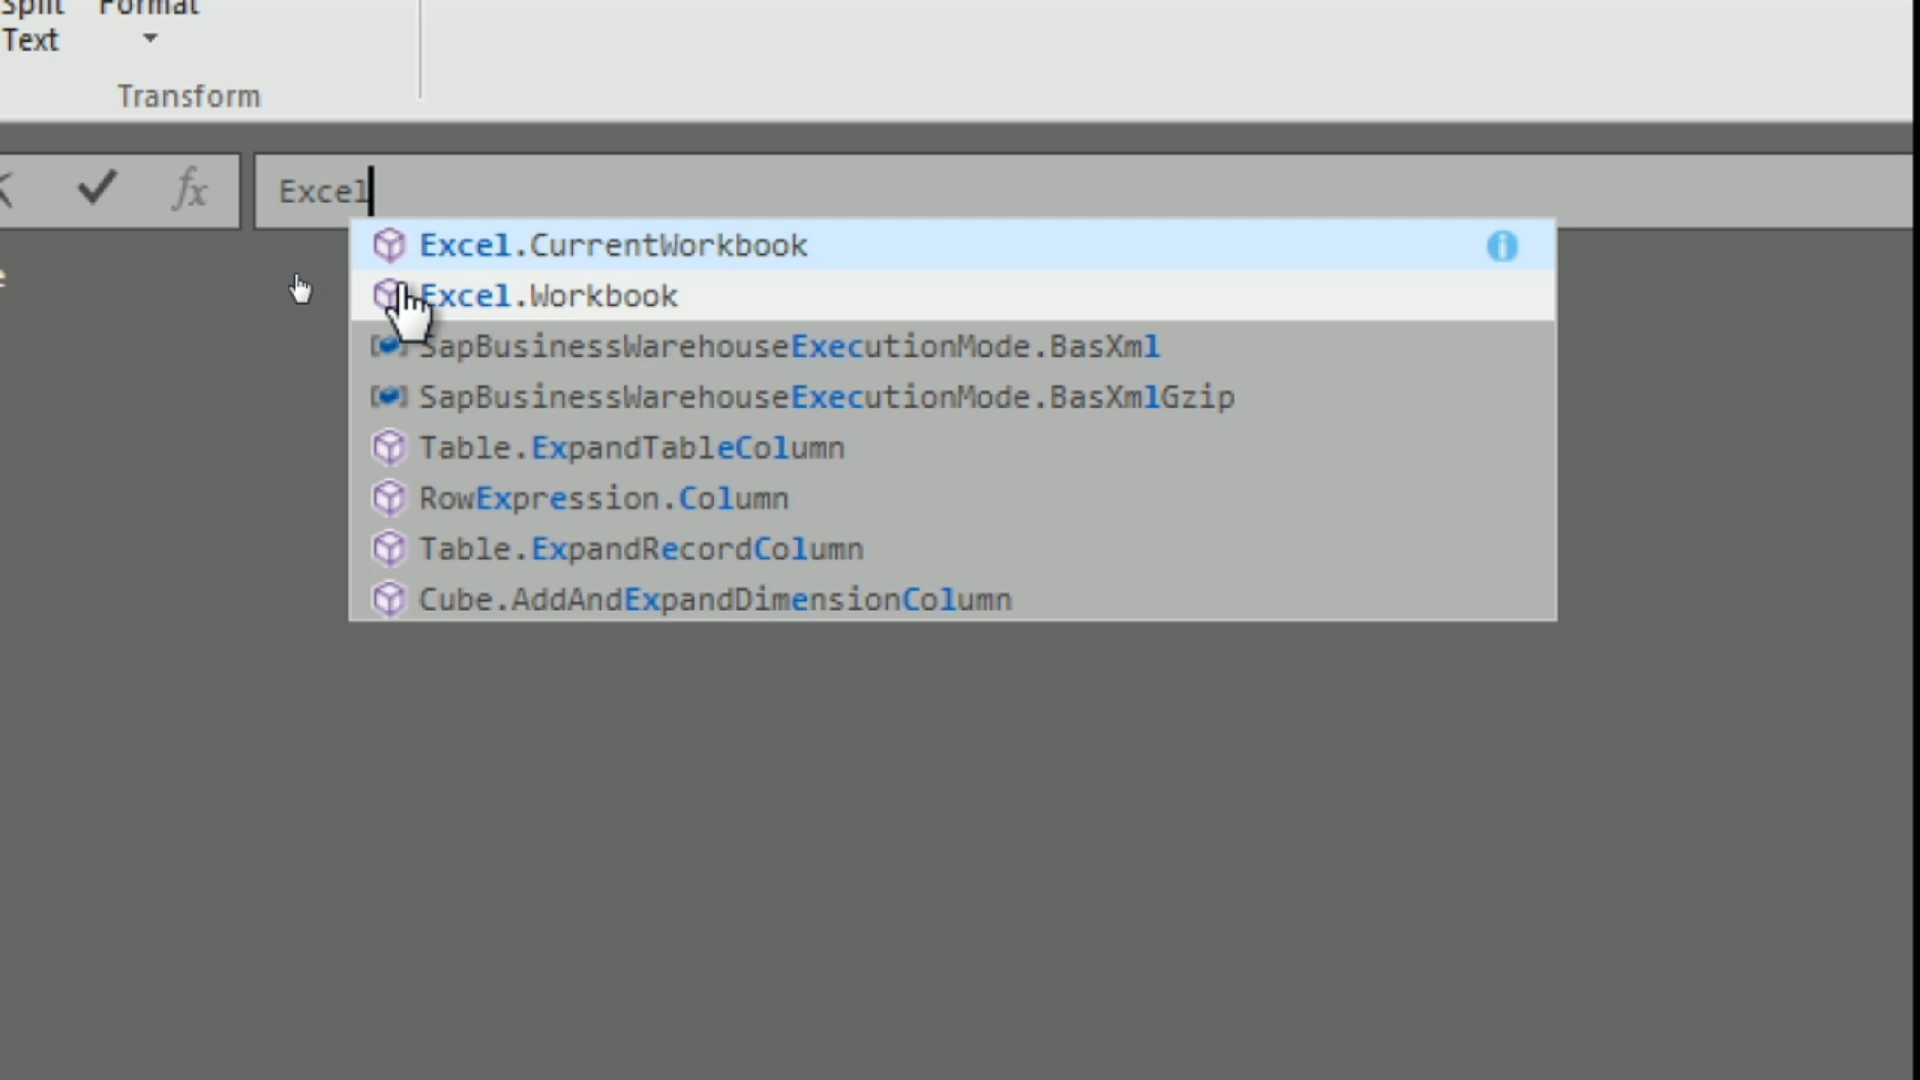 Split Format
Text
Transform
fx Excel
Excel.CurrentWorkbook
Excel.Workbook
SapBusinessWarehouseExecutionMode.BasXml
SapBusinessWarehouseExecutionMode.BasXmlGzip
Table.ExpandTableColumn
RowExpression.Column
Table.ExpandRecordColumn
Cube.AddAndExpandDimensionColumn